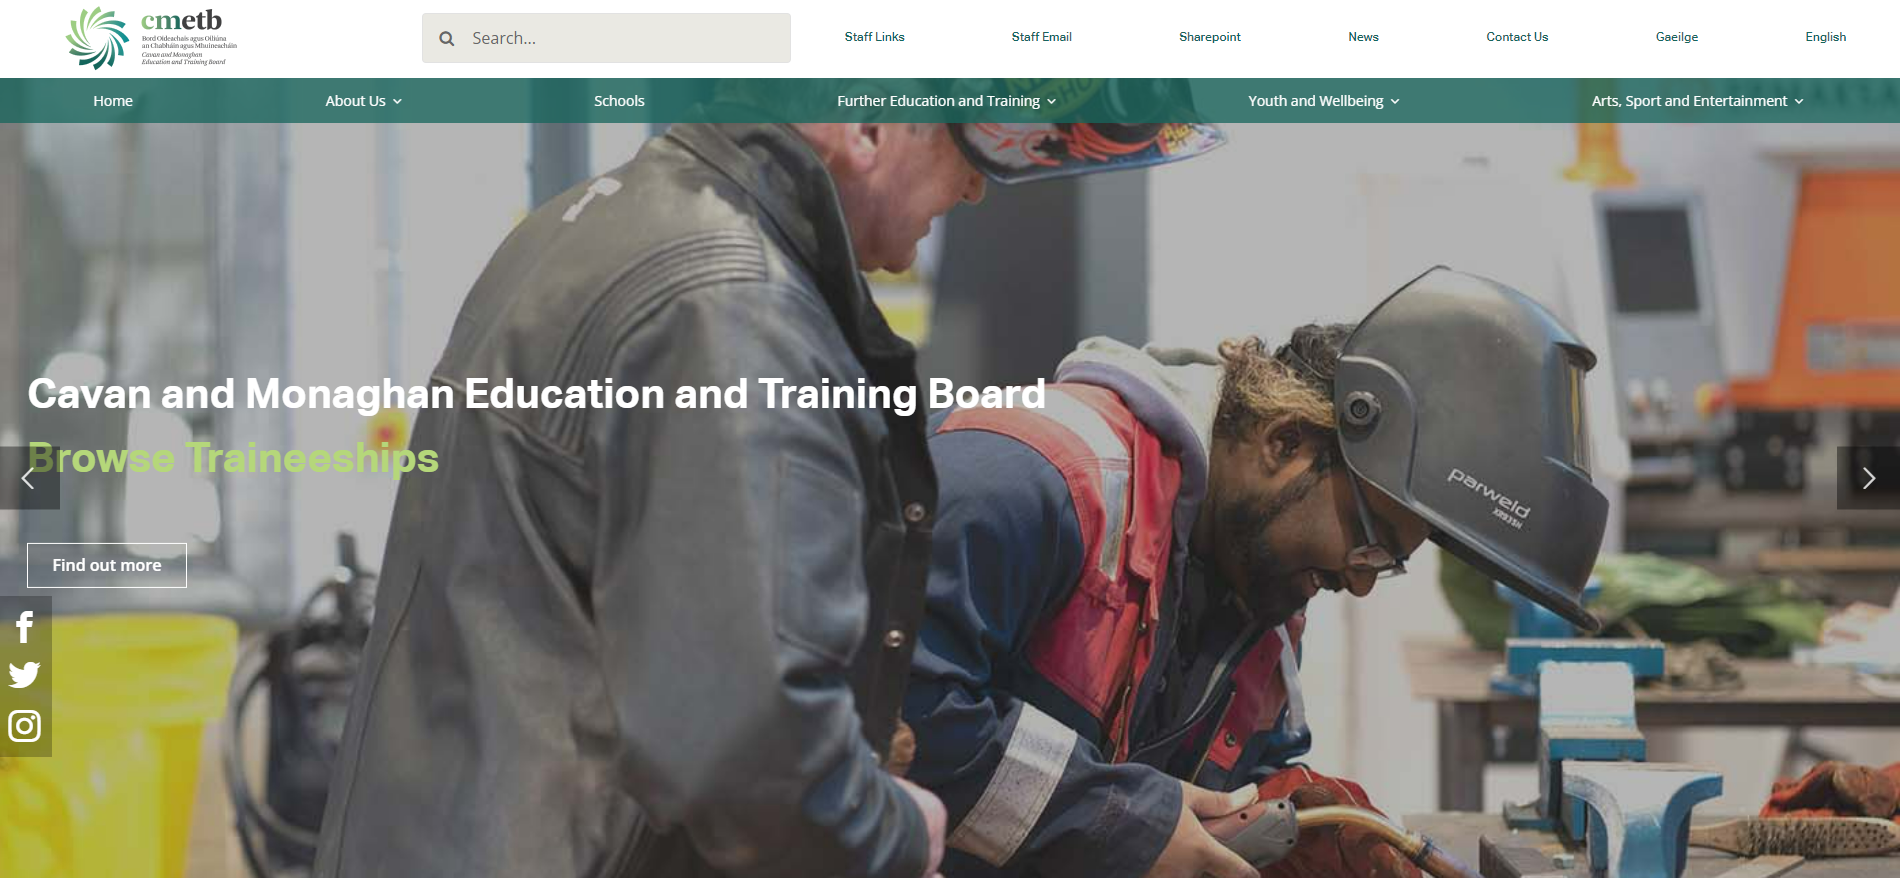 cmetb
Bord Oideachais agus Oiliúna
an Chabháin agus Mhuineacháin
Cavan and Monaghan
Education and Training Board
Search...
Staff Links
Staff Email
Sharepoint
News
Contact Us
Gaeilge
English
Home
About Us
Schools
Further Education and Training
Youth and Wellbeing
Arts, Sport and Entertainment
Cavan and Monaghan Education and Training Board
Browse Traineeships
Find out more
parweld
XR935H